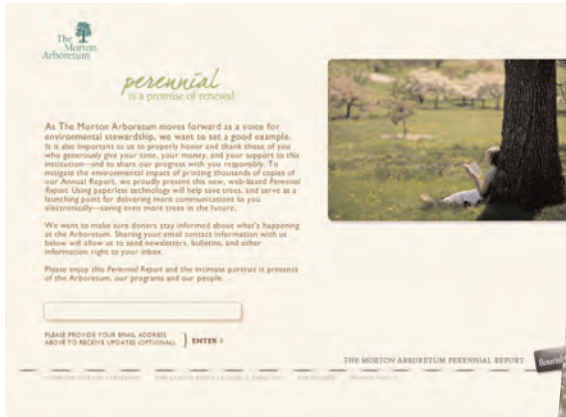 The
Morton
Arboretum
perennial
is a promise of renewal
As The Morton Arboretum moves forward as a voice for
environmental stewardship, we want to set a good example.
It is also important to us to properly honor and thank those of you
who generously give your time, your money, and your support to this
institution—and to share our progress with you responsibly. To
mitigate the environmental impact of printing thousands of copies of
our Annual Report, we proudly present this new, web-based Perennial
Report. Using paperless technology will help save trees, and serve as a
launching point for delivering more communications to you
electronically—saving even more trees in the future.
We want to make sure donors stay informed about what's happening
at the Arboretum. Sharing your email contact information with us
below will allow us to send newsletters, bulletins, and other
information right to your inbox.
Please enjoy this Perennial Report and the intimate portrait it presents
of the Arboretum, our programs and our people.
PLEASE PROVIDE YOUR EMAIL ADDRESS
ABOVE TO RECEIVE UPDATES (OPTIONAL) } ENTER
THE MORTON ARBORETUM PERENNIAL REPORT
flourish